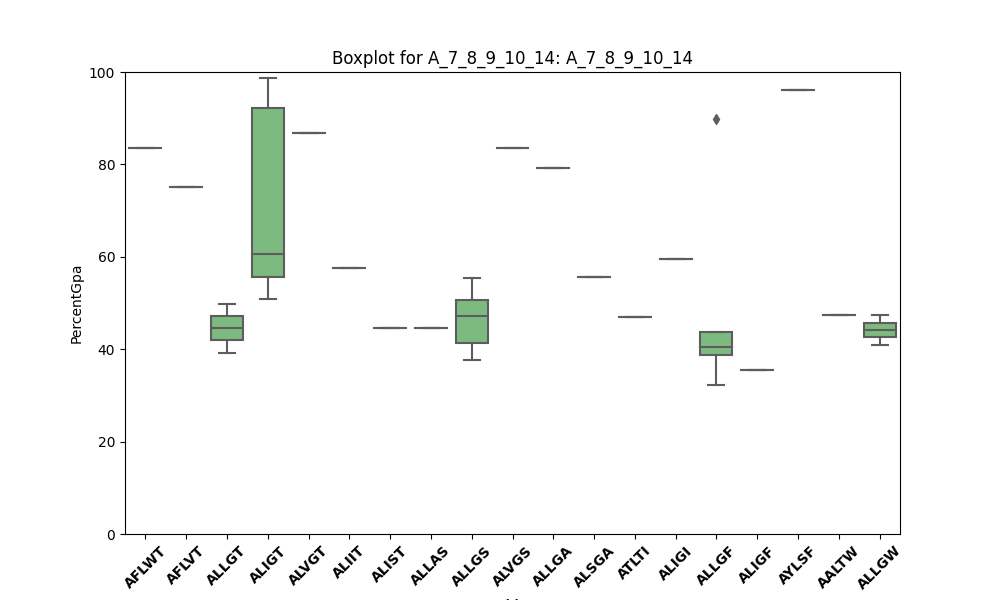 Boxplot for A_7_8_9_10_14: A_7_8_9_10_14
PercentGpa
100
80
60
40
20
0
AFLWT
AFLVT
ALLGT
ALIGT
ALVGT
ALIIT
ALIST
ALLAS
ALLGS
ALVGS
ALLGA
ALSGA
ATLTI
ALIGI
ALLGF
ALIGF
AYLSF
AALTW
ALLGW